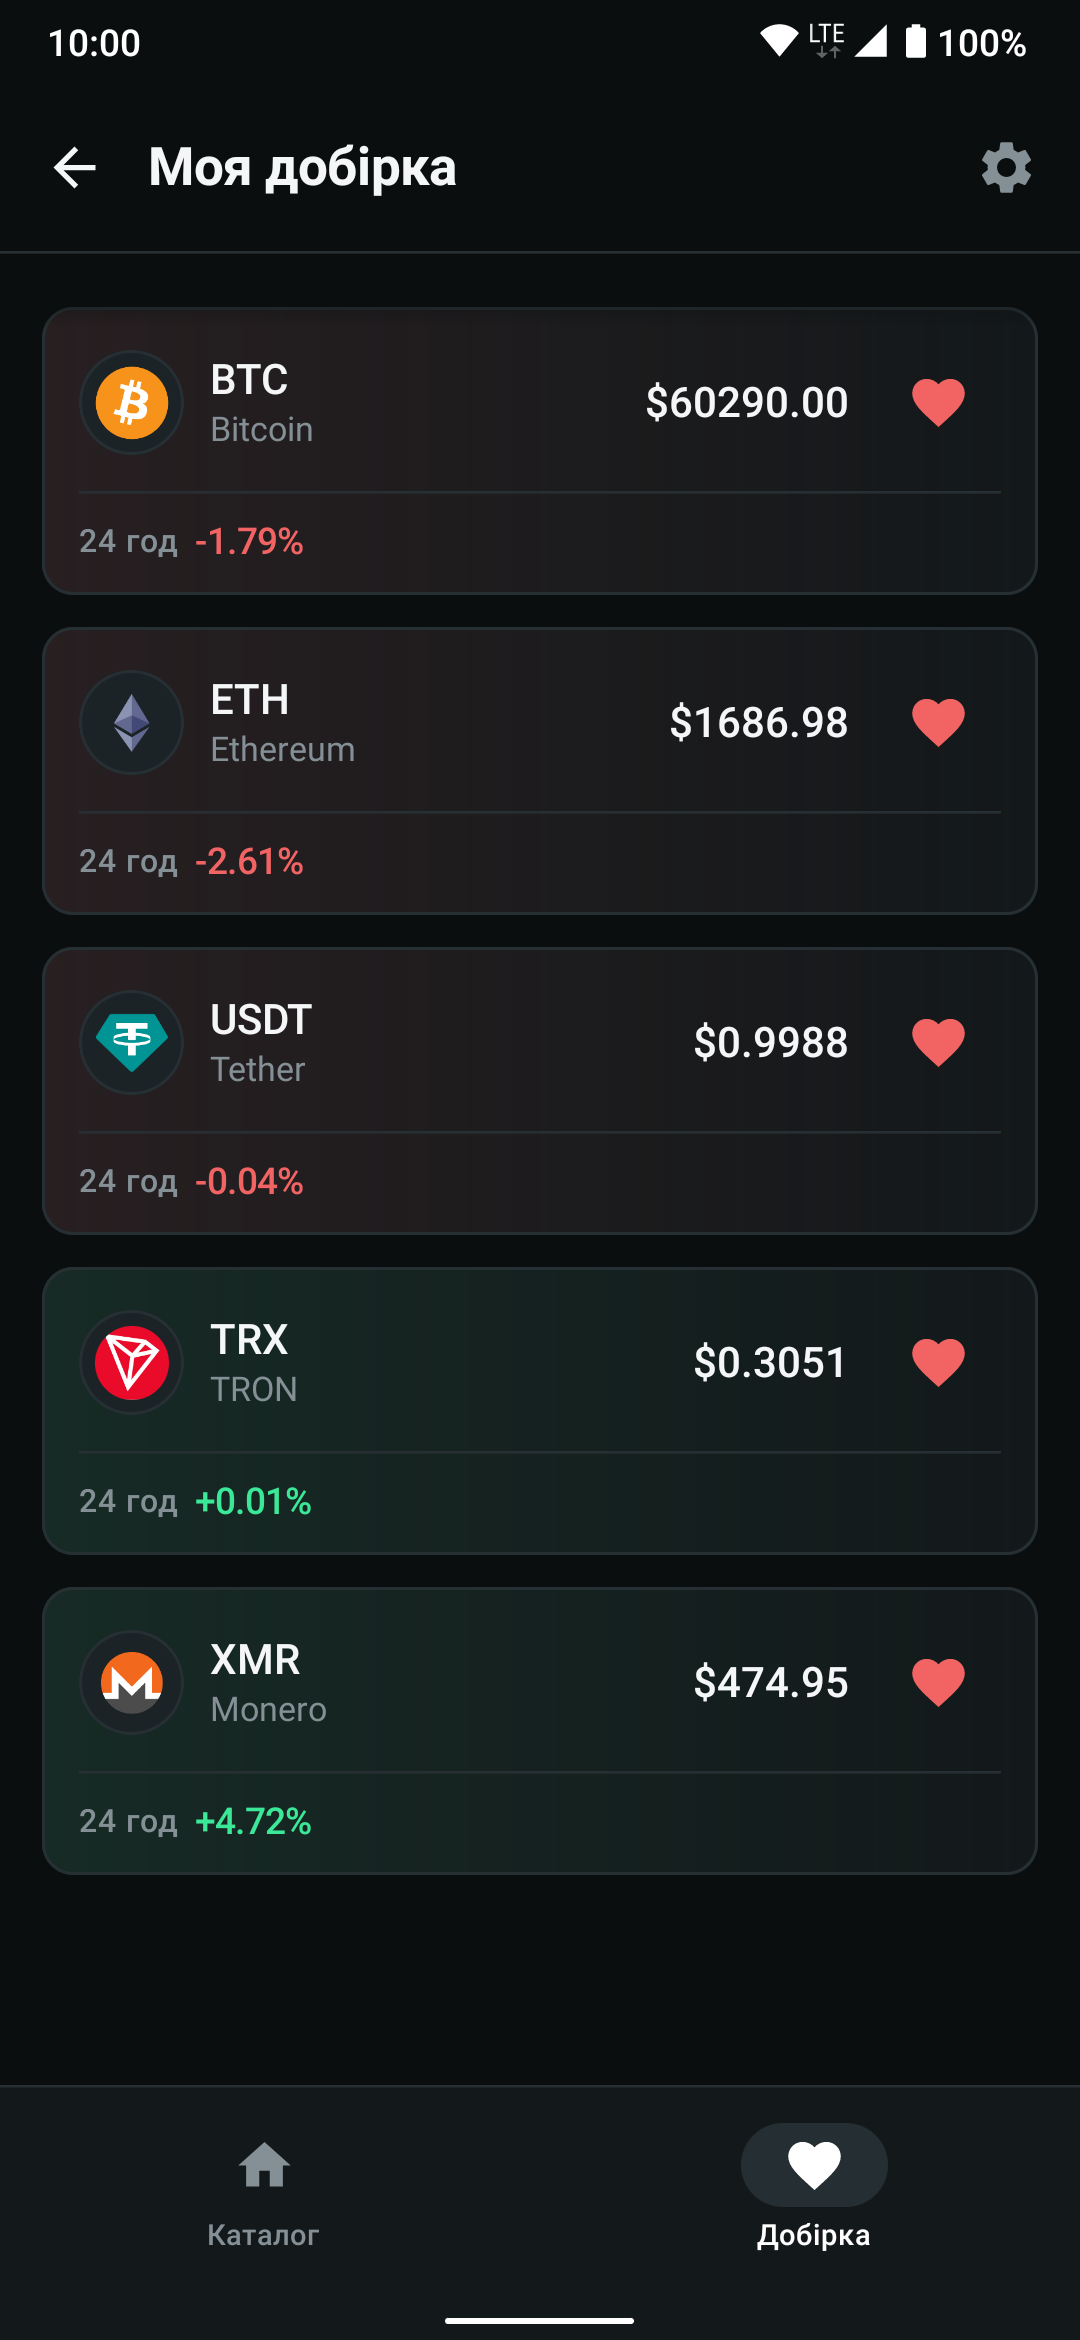 10:00 LTE 100%
Моя добірка
BTC
Bitcoin
$60290.00
24 год -1.79%
ETH
Ethereum
$1686.98
24 год -2.61%
USDT
Tether
$0.9988
24 год -0.04%
TRX
TRON
$0.3051
24 год +0.01%
XMR
Monero
$474.95
24 год +4.72%
Каталог
Добірка